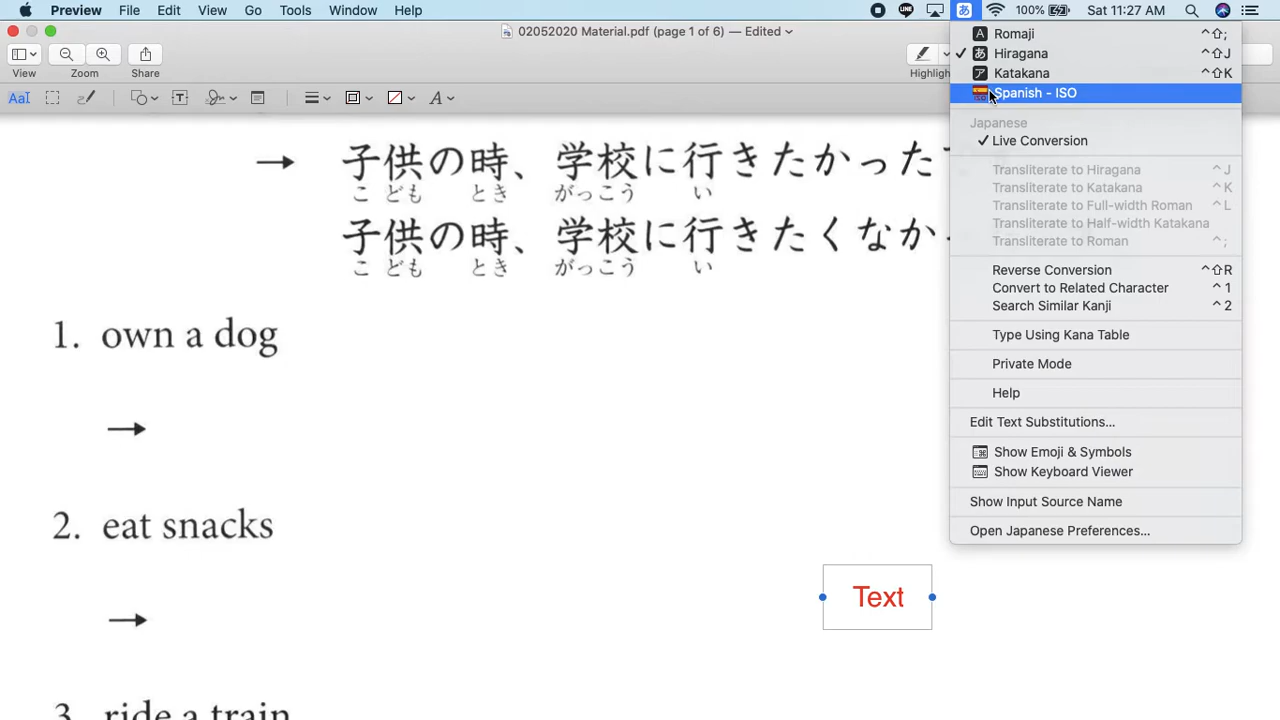 Preview File Edit View Go Tools Window Help あ 100% Sat 11:27 AM
02052020 Material.pdf (page 1 of 6) — Edited
View Zoom Share Highligh
AaI T A
A Romaji ^⇧;
✓ あ Hiragana ^⇧J
ア Katakana ^⇧K
Spanish - ISO
Japanese
✓ Live Conversion
Transliterate to Hiragana ^J
Transliterate to Katakana ^K
Transliterate to Full-width Roman ^L
Transliterate to Half-width Katakana
Transliterate to Roman ^;
Reverse Conversion ^⇧R
Convert to Related Character ^1
Search Similar Kanji ^2
Type Using Kana Table
Private Mode
Help
Edit Text Substitutions...
Show Emoji & Symbols
Show Keyboard Viewer
Show Input Source Name
Open Japanese Preferences...
→ 子供の時、学校に行きたかった
こ ども とき がっこう い
子供の時、学校に行きたくなか
こ ども とき がっこう い
1. own a dog
→
2. eat snacks
→
Text
3. ride a train